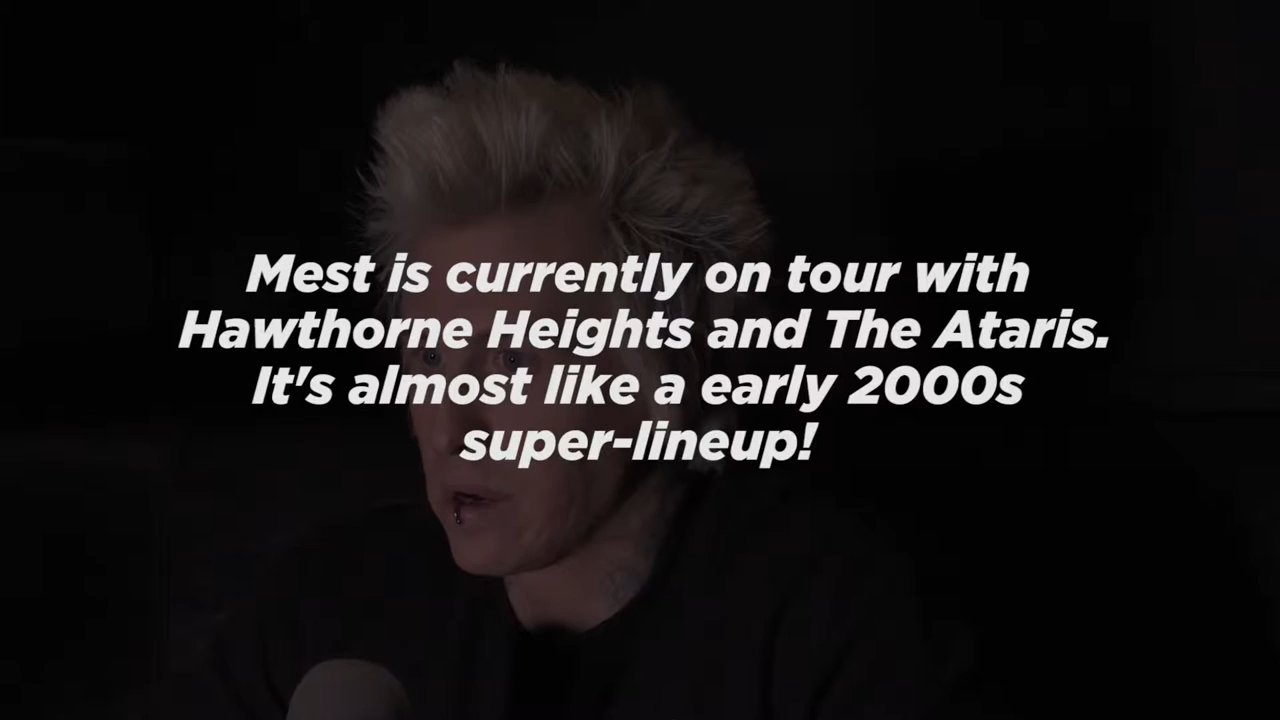 Mest is currently on tour with
Hawthorne Heights and The Ataris.
It's almost like a early 2000s
super-lineup!